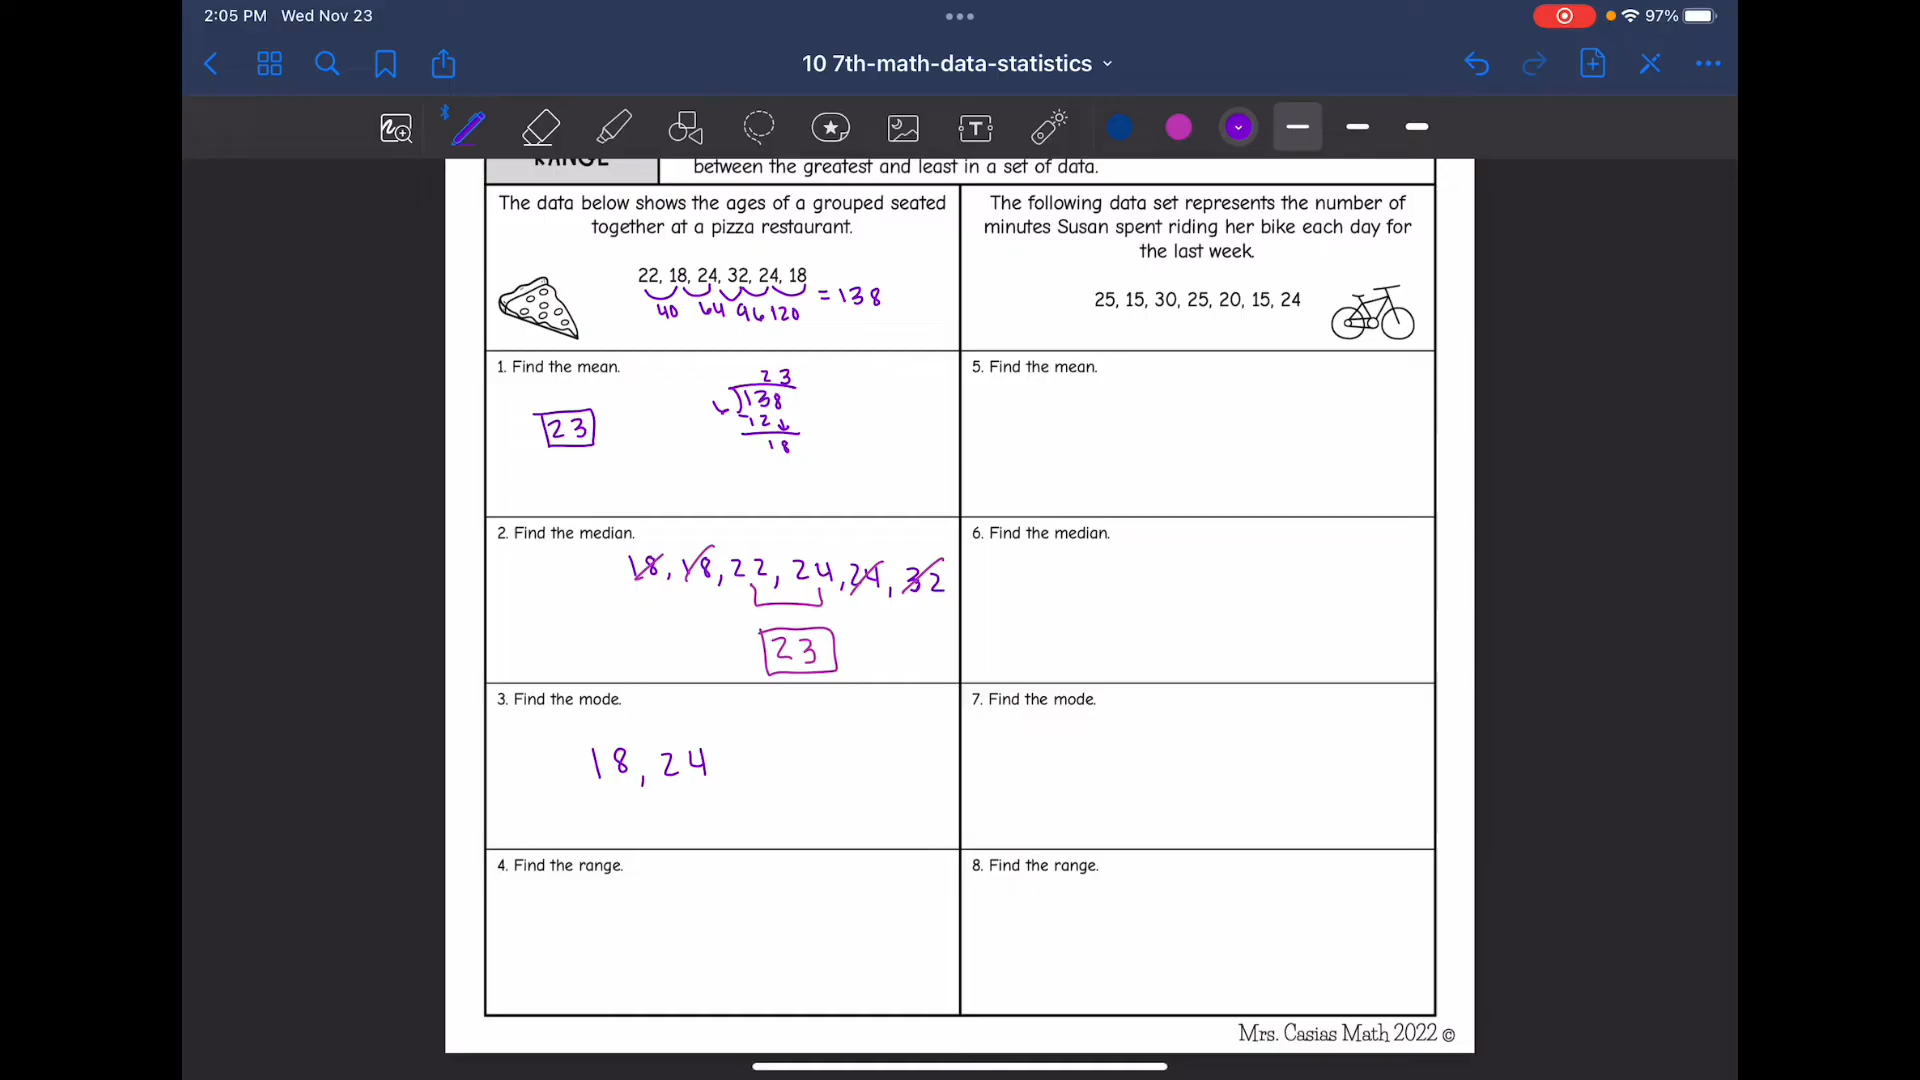 2:05 PM Wed Nov 23
97%
10 7th-math-data-statistics
RANGE
between the greatest and least in a set of data.
The data below shows the ages of a grouped seated
together at a pizza restaurant.
22, 18, 24, 32, 24, 18
= 138
40 64 96 120
The following data set represents the number of
minutes Susan spent riding her bike each day for
the last week.
25, 15, 30, 25, 20, 15, 24
1. Find the mean.
23
23
6)138
-12
18
5. Find the mean.
2. Find the median.
18, 18, 22, 24, 24, 32
23
6. Find the median.
3. Find the mode.
18, 24
7. Find the mode.
4. Find the range.
8. Find the range.
Mrs. Casias Math 2022 ©